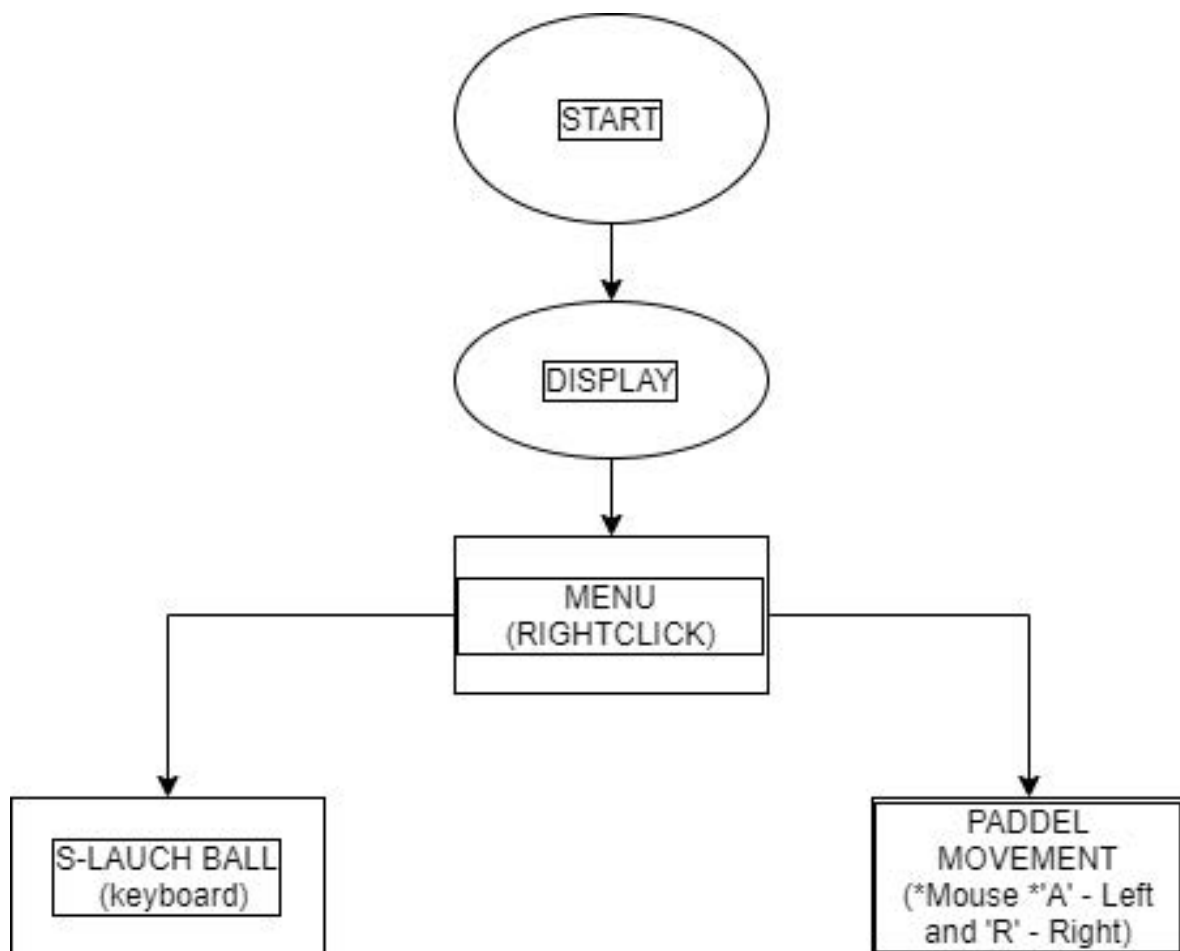 START
DISPLAY
MENU
(RIGHTCLICK)
S-LAUCH BALL
(keyboard)
PADDEL
MOVEMENT
(*Mouse *'A' - Left
and 'R' - Right)